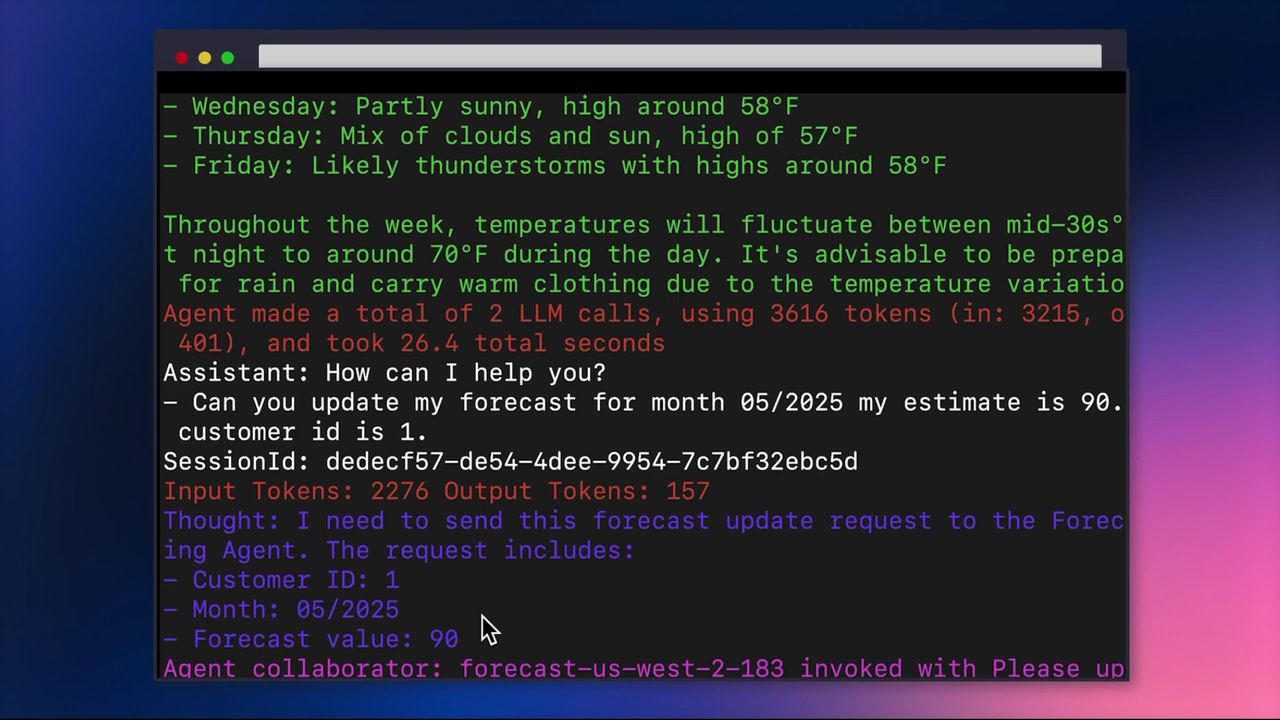 – Wednesday: Partly sunny, high around 58°F
– Thursday: Mix of clouds and sun, high of 57°F
– Friday: Likely thunderstorms with highs around 58°F
Throughout the week, temperatures will fluctuate between mid–30s°
t night to around 70°F during the day. It's advisable to be prepa
for rain and carry warm clothing due to the temperature variatio
Agent made a total of 2 LLM calls, using 3616 tokens (in: 3215, o
401), and took 26.4 total seconds
Assistant: How can I help you?
– Can you update my forecast for month 05/2025 my estimate is 90.
customer id is 1.
SessionId: dedecf57–de54–4dee–9954–7c7bf32ebc5d
Input Tokens: 2276 Output Tokens: 157
Thought: I need to send this forecast update request to the Forec
ing Agent. The request includes:
– Customer ID: 1
– Month: 05/2025
– Forecast value: 90
Agent collaborator: forecast–us–west–2–183 invoked with Please up